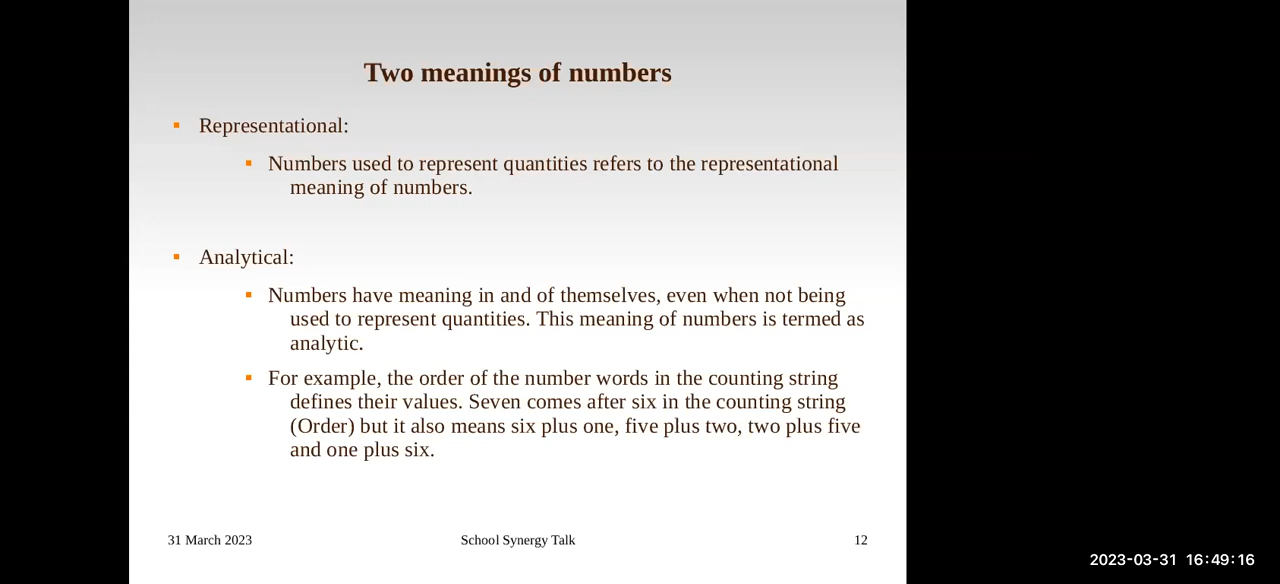 Two meanings of numbers
Representational:
Numbers used to represent quantities refers to the representational
meaning of numbers.
Analytical:
Numbers have meaning in and of themselves, even when not being
used to represent quantities. This meaning of numbers is termed as
analytic.
For example, the order of the number words in the counting string
defines their values. Seven comes after six in the counting string
(Order) but it also means six plus one, five plus two, two plus five
and one plus six.
31 March 2023
School Synergy Talk
12
2023-03-31 16:49:16